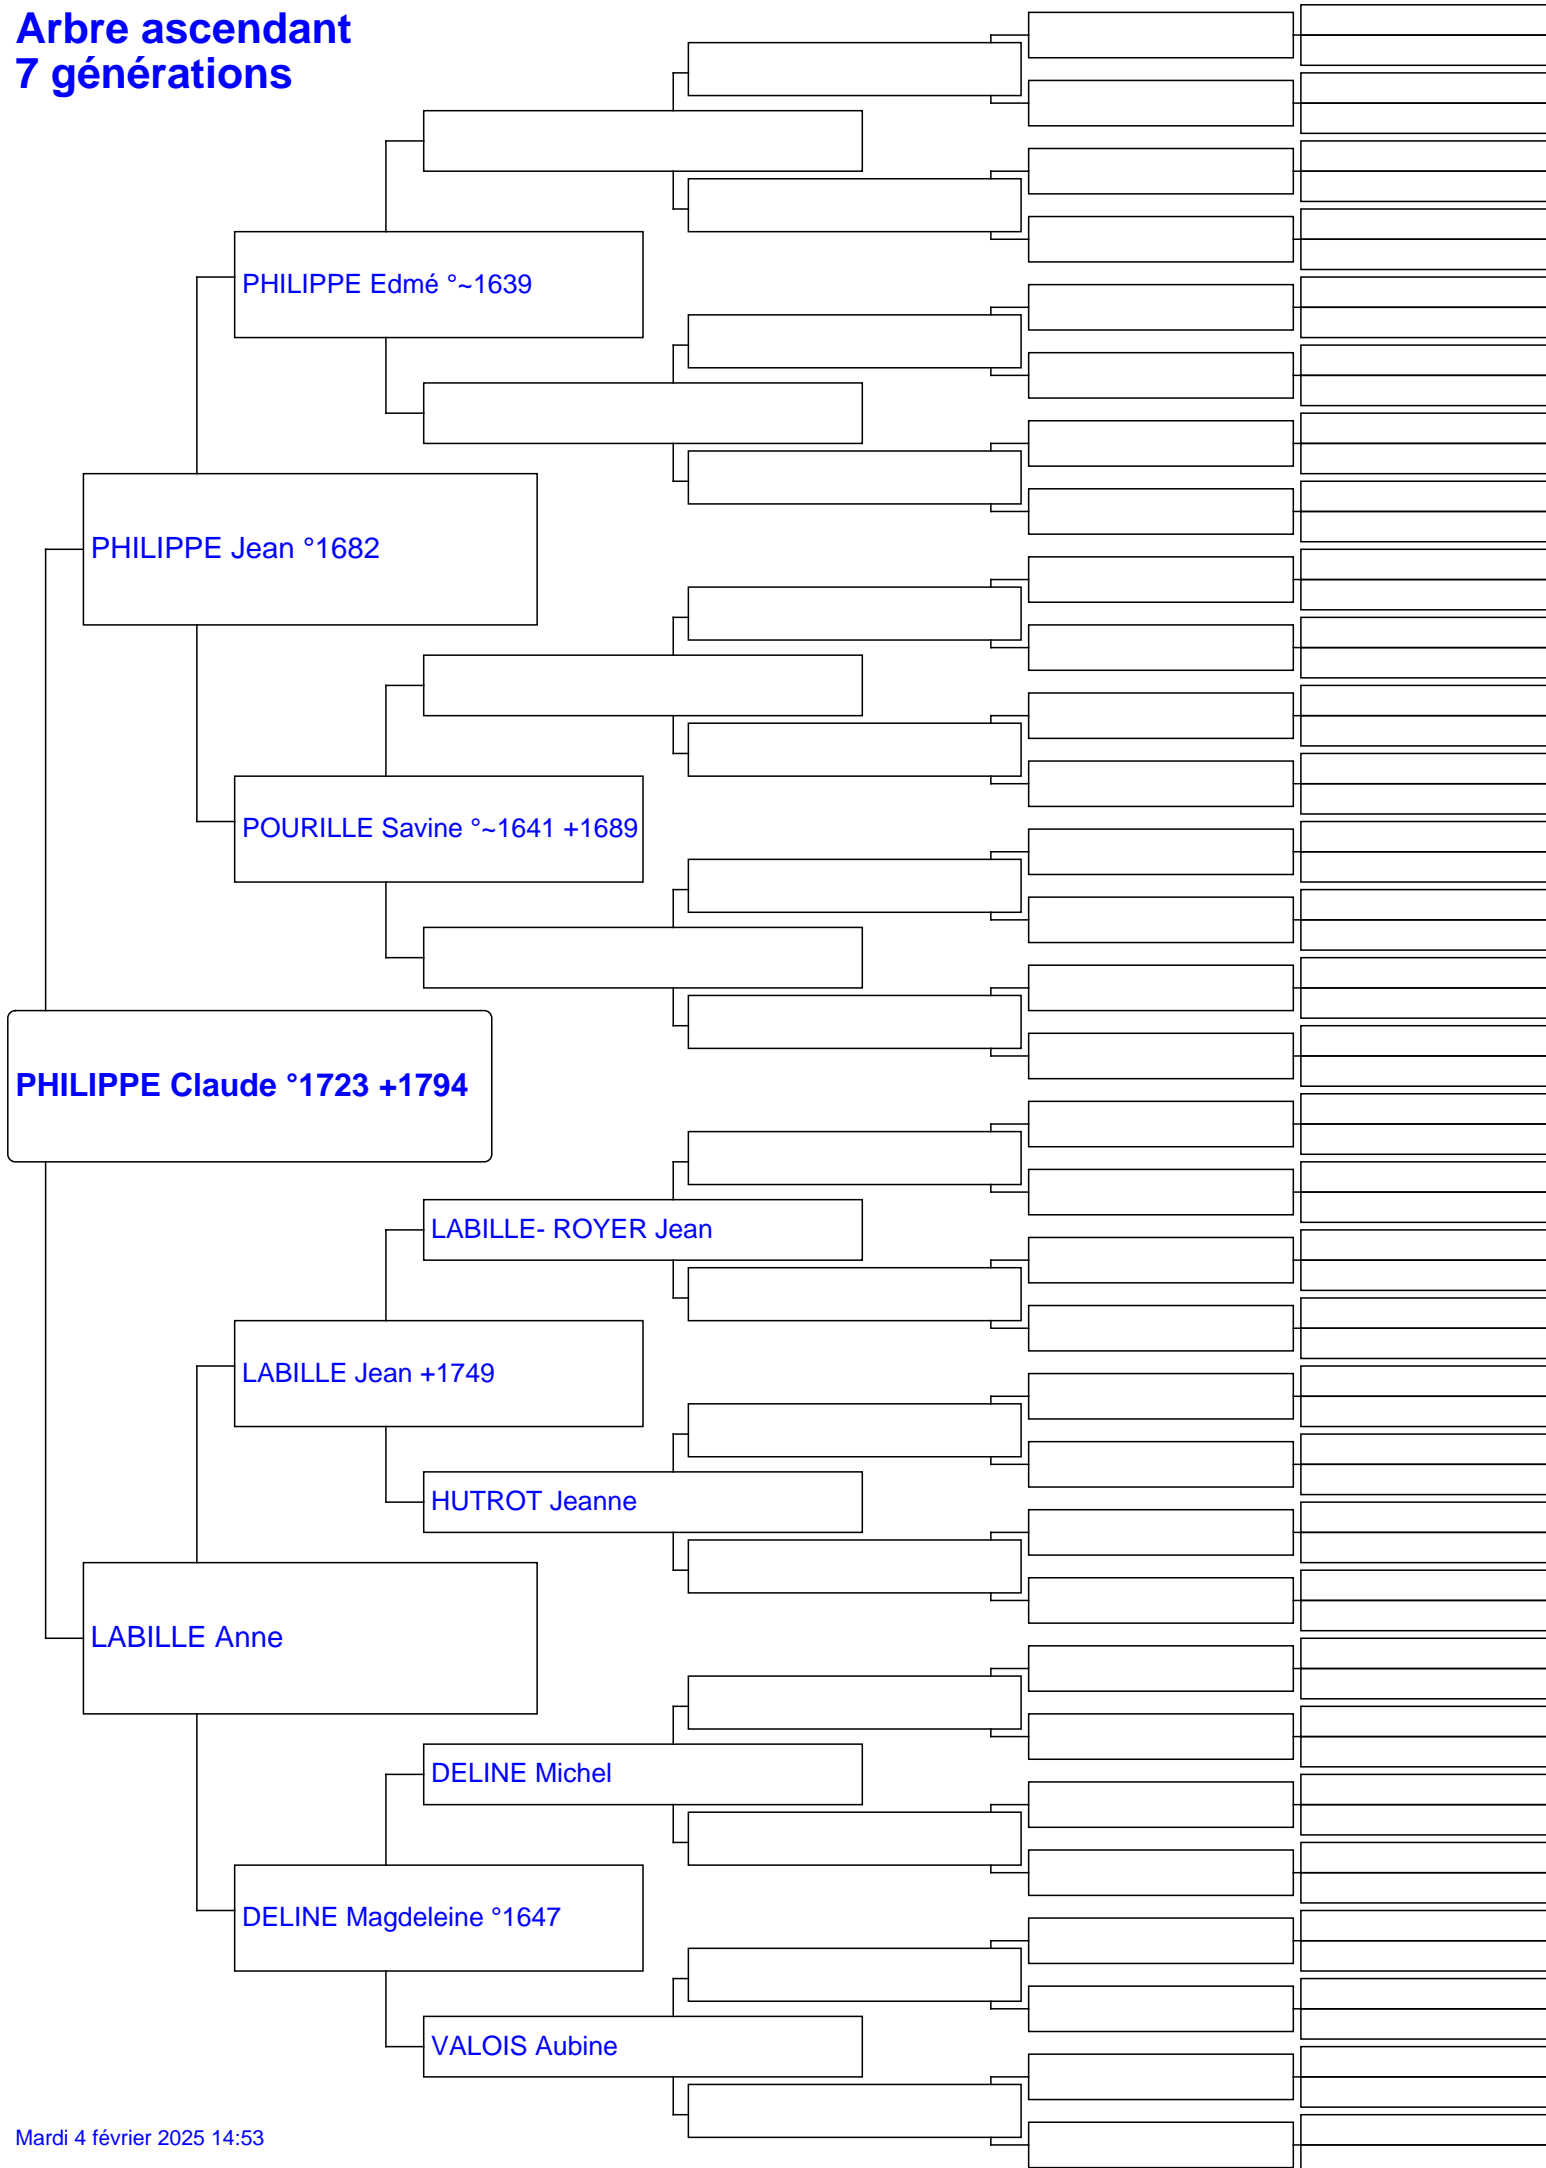 Arbre ascendant
7 générations
PHILIPPE Edmé °~1639
PHILIPPE Jean °1682
POURILLE Savine °~1641 +1689
PHILIPPE Claude °1723 +1794
LABILLE- ROYER Jean
LABILLE Jean +1749
HUTROT Jeanne
LABILLE Anne
DELINE Michel
DELINE Magdeleine °1647
VALOIS Aubine
Mardi 4 février 2025 14:53